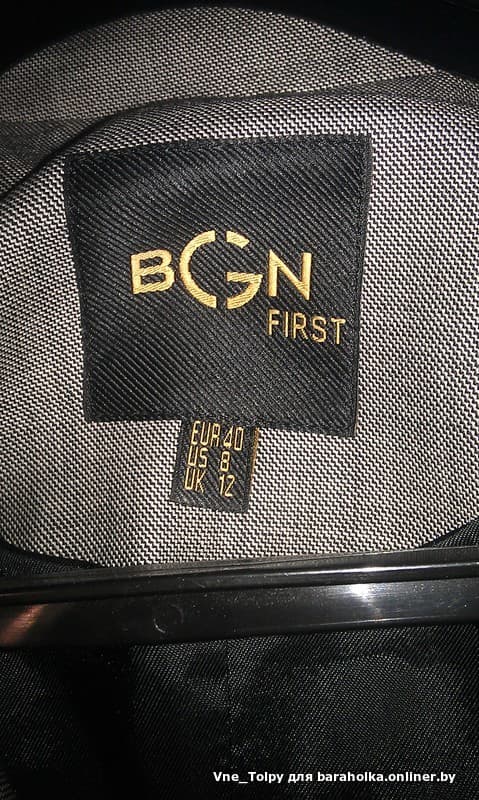 BGN
FIRST
EUR 40
US 8
UK 12
Vne_Tolpy для baraholka.onliner.by